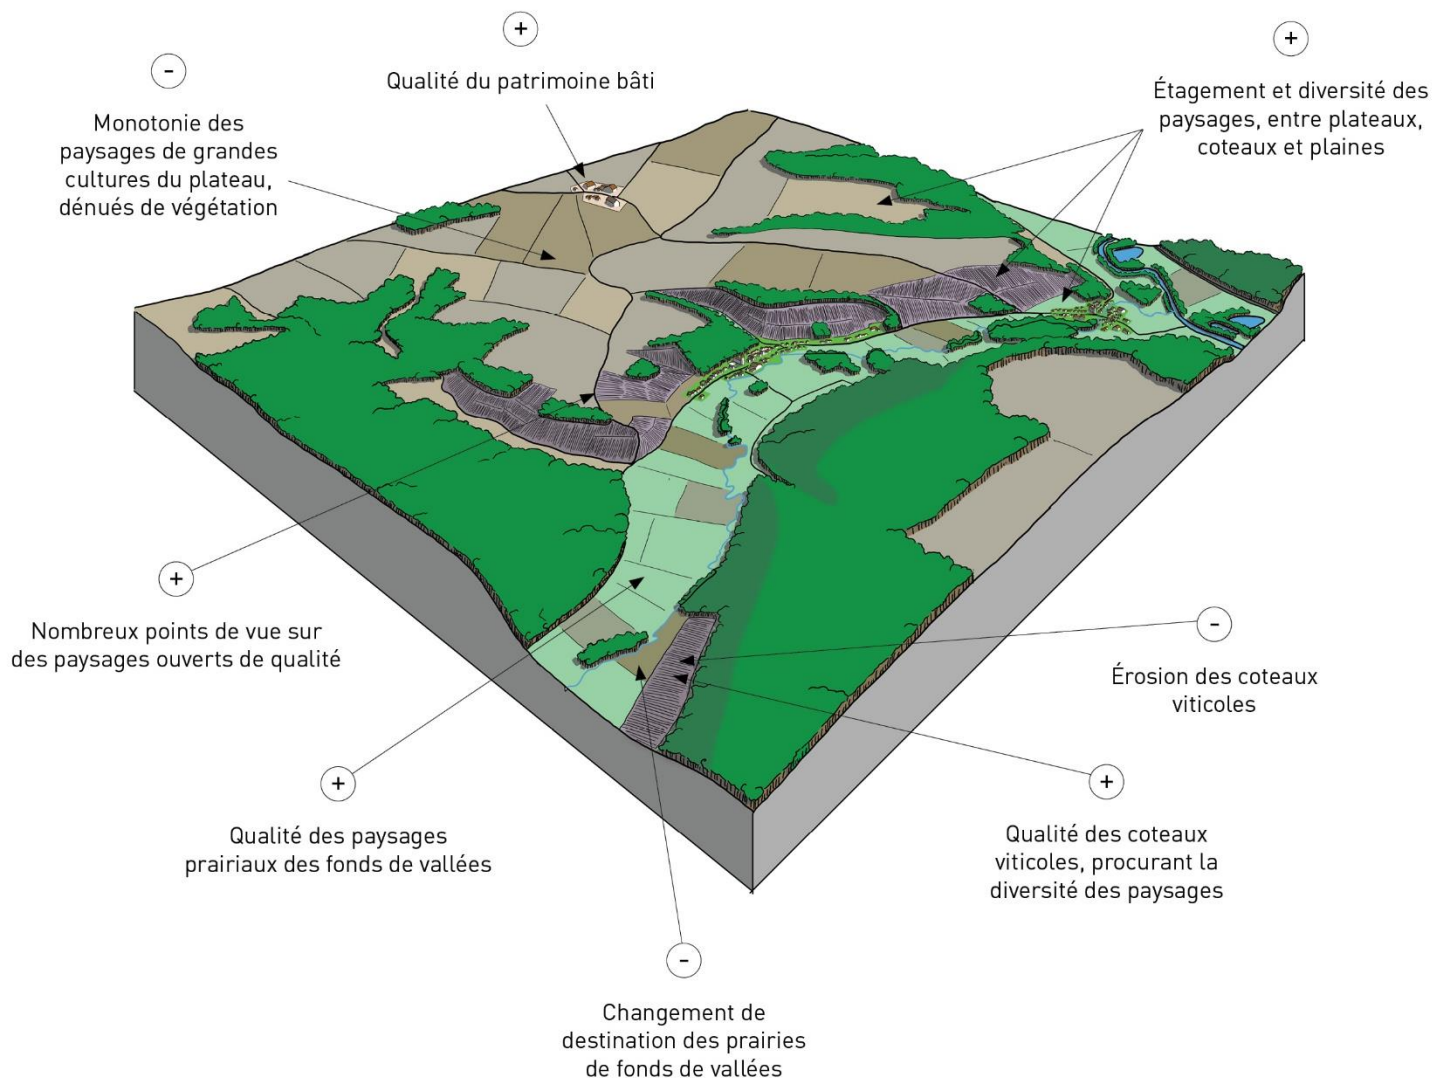 +
Qualité du patrimoine bâti
+
Étagement et diversité des
paysages, entre plateaux,
coteaux et plaines
-
Monotonie des
paysages de grandes
cultures du plateau,
dénués de végétation
+
Nombreux points de vue sur
des paysages ouverts de qualité
-
Érosion des coteaux
viticoles
+
Qualité des paysages
prairiaux des fonds de vallées
+
Qualité des coteaux
viticoles, procurant la
diversité des paysages
-
Changement de
destination des prairies
de fonds de vallées